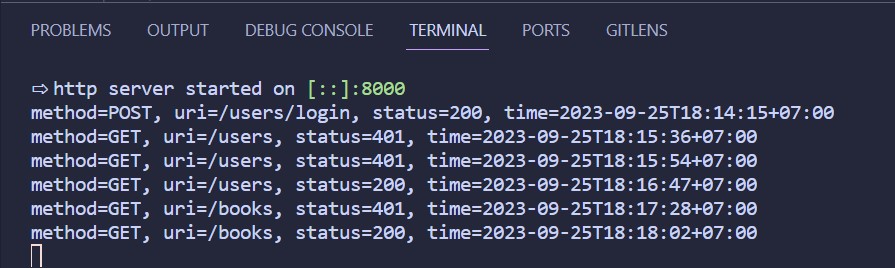 PROBLEMS OUTPUT DEBUG CONSOLE TERMINAL PORTS GITLENS
⇨ http server started on [::]:8000
method=POST, uri=/users/login, status=200, time=2023-09-25T18:14:15+07:00
method=GET, uri=/users, status=401, time=2023-09-25T18:15:36+07:00
method=GET, uri=/users, status=401, time=2023-09-25T18:15:54+07:00
method=GET, uri=/users, status=200, time=2023-09-25T18:16:47+07:00
method=GET, uri=/books, status=401, time=2023-09-25T18:17:28+07:00
method=GET, uri=/books, status=200, time=2023-09-25T18:18:02+07:00